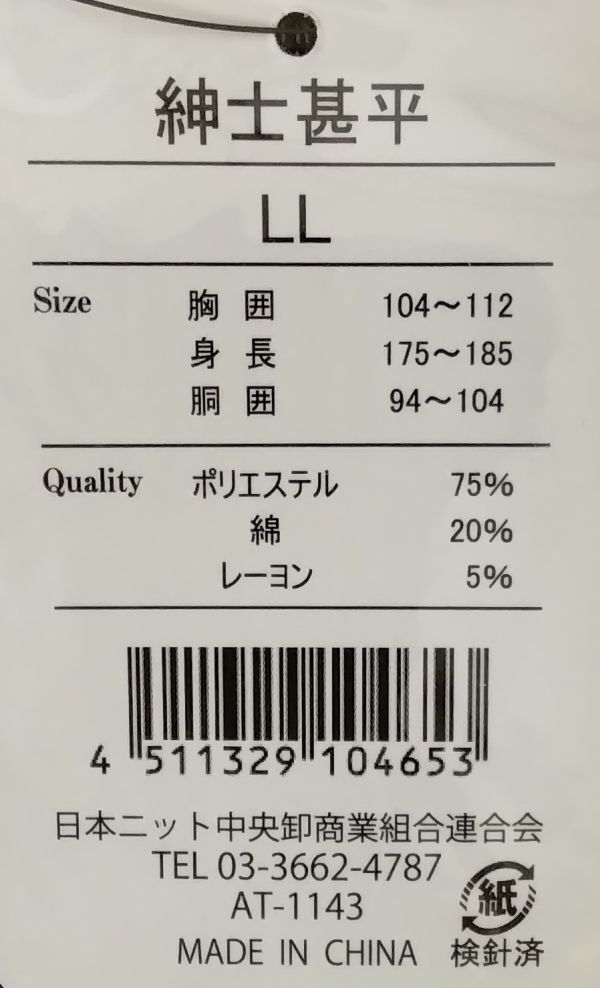 紳士甚平
LL
Size 胸囲 104～112
身長 175～185
胴囲 94～104
Quality ポリエステル 75%
綿 20%
レーヨン 5%
4 511329 104653
日本ニット中央卸商業組合連合会
TEL 03-3662-4787
AT-1143
紙
MADE IN CHINA 検針済